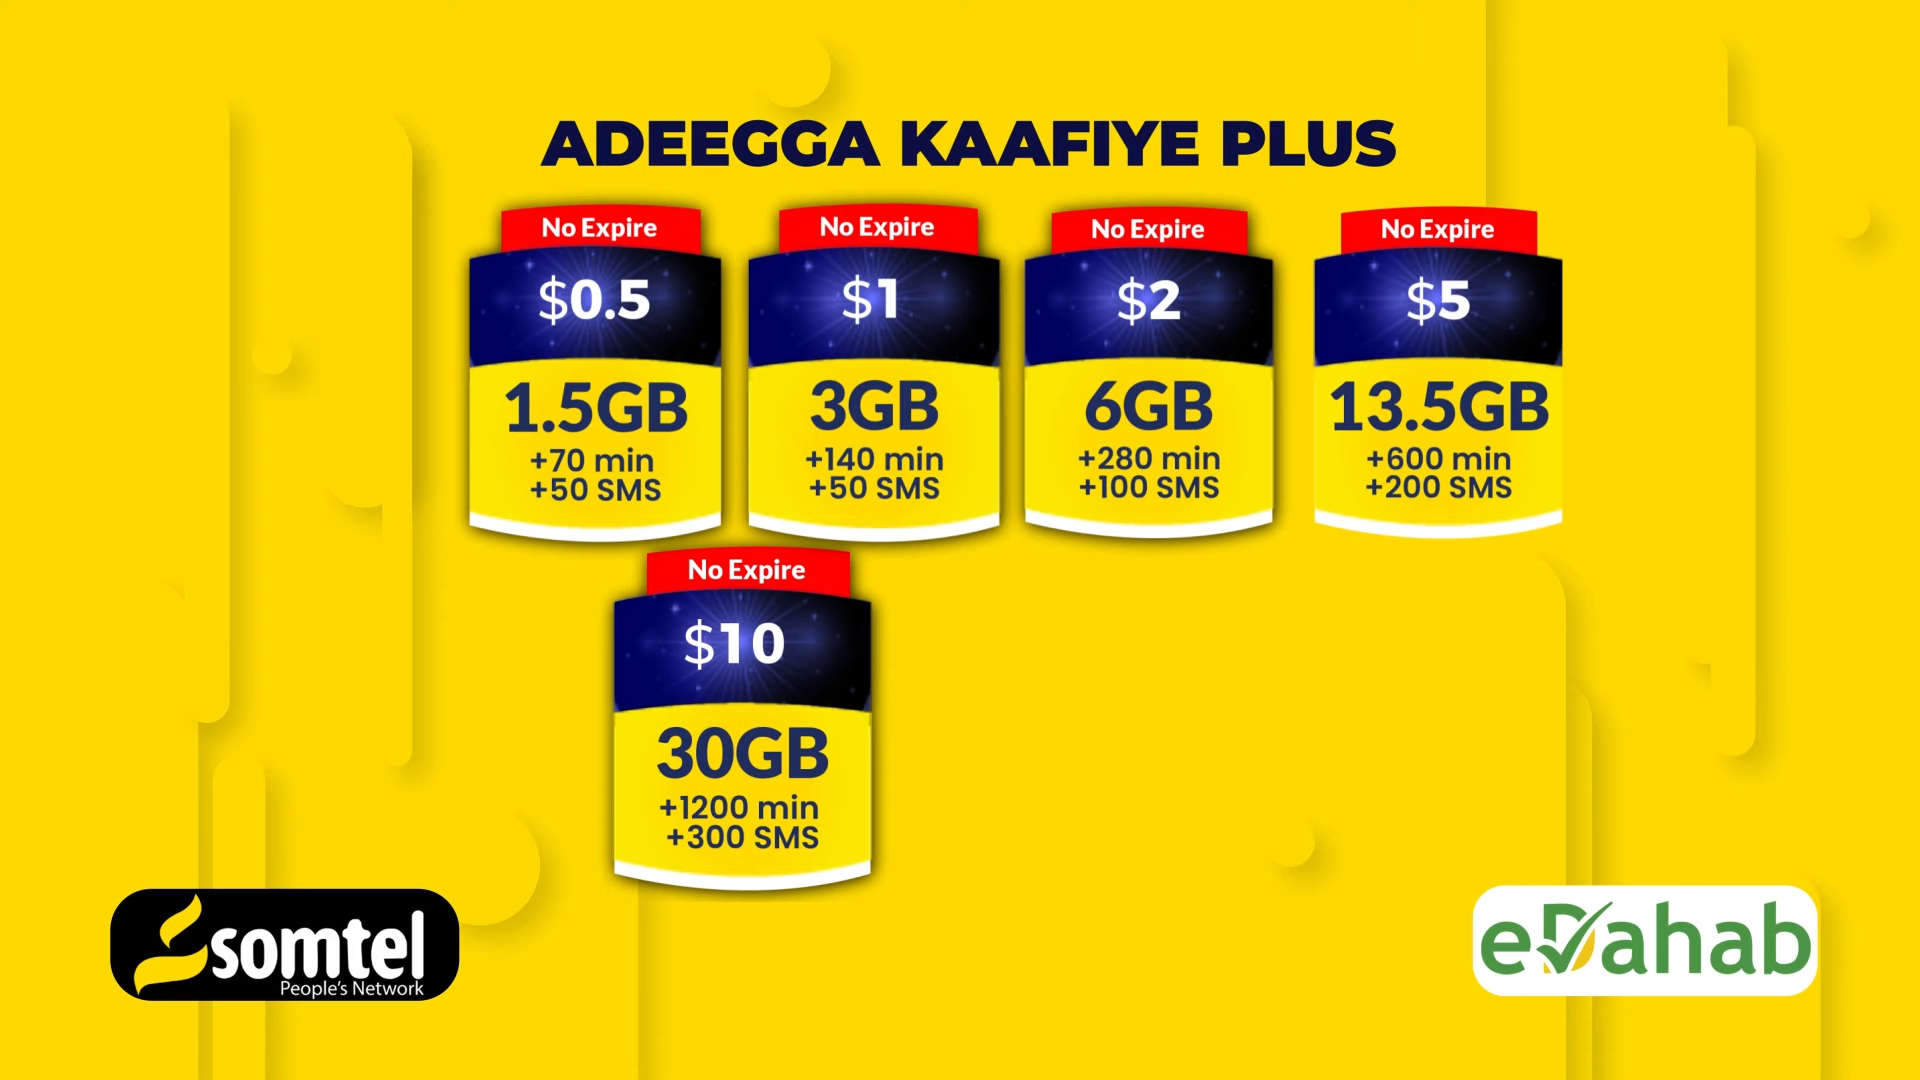 ADEEGGA KAAFIYE PLUS
No Expire
$0.5
1.5GB
+70 min
+50 SMS
No Expire
$1
3GB
+140 min
+50 SMS
No Expire
$2
6GB
+280 min
+100 SMS
No Expire
$5
13.5GB
+600 min
+200 SMS
No Expire
$10
30GB
+1200 min
+300 SMS
somtel
People's Network
eDahab